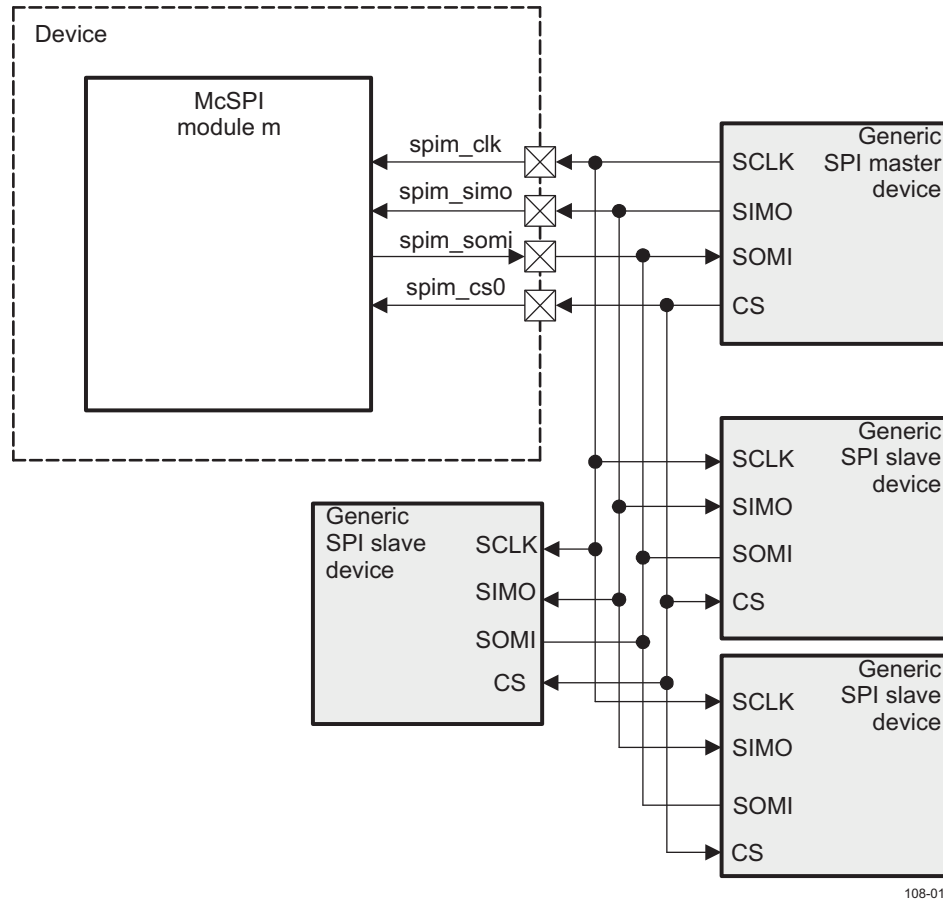 Device
McSPI
module m
spim_clk
spim_simo
spim_somi
spim_cs0
Generic
SPI master
device
SCLK
SIMO
SOMI
CS
Generic
SPI slave
device
SCLK
SIMO
SOMI
CS
Generic
SPI slave
device
SCLK
SIMO
SOMI
CS
Generic
SPI slave
device
SCLK
SIMO
SOMI
CS
108-01